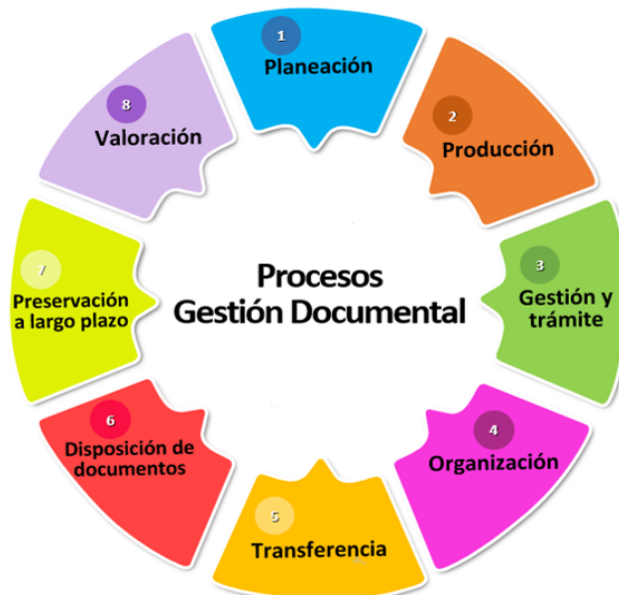 1
Planeación
2
Producción
3
Gestión y
trámite
4
Organización
5
Transferencia
6
Disposición de
documentos
7
Preservación
a largo plazo
8
Valoración
Procesos
Gestión Documental